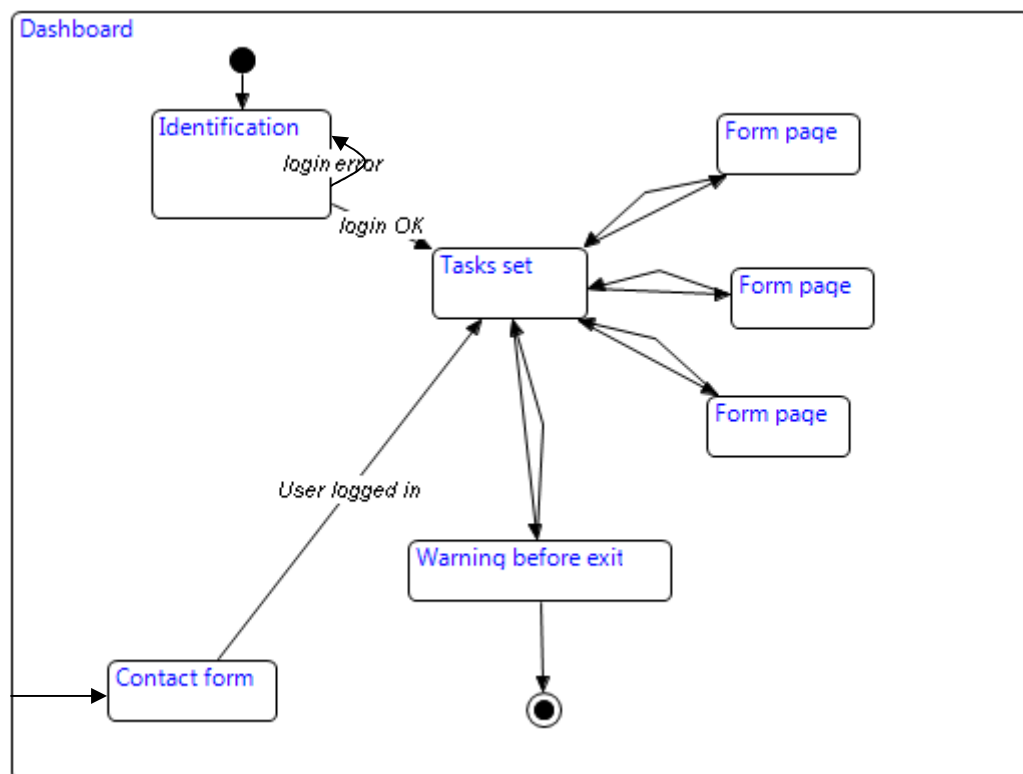 Dashboard
Identification
login error
login OK
Form page
Tasks set
Form page
Form page
User logged in
Warning before exit
Contact form